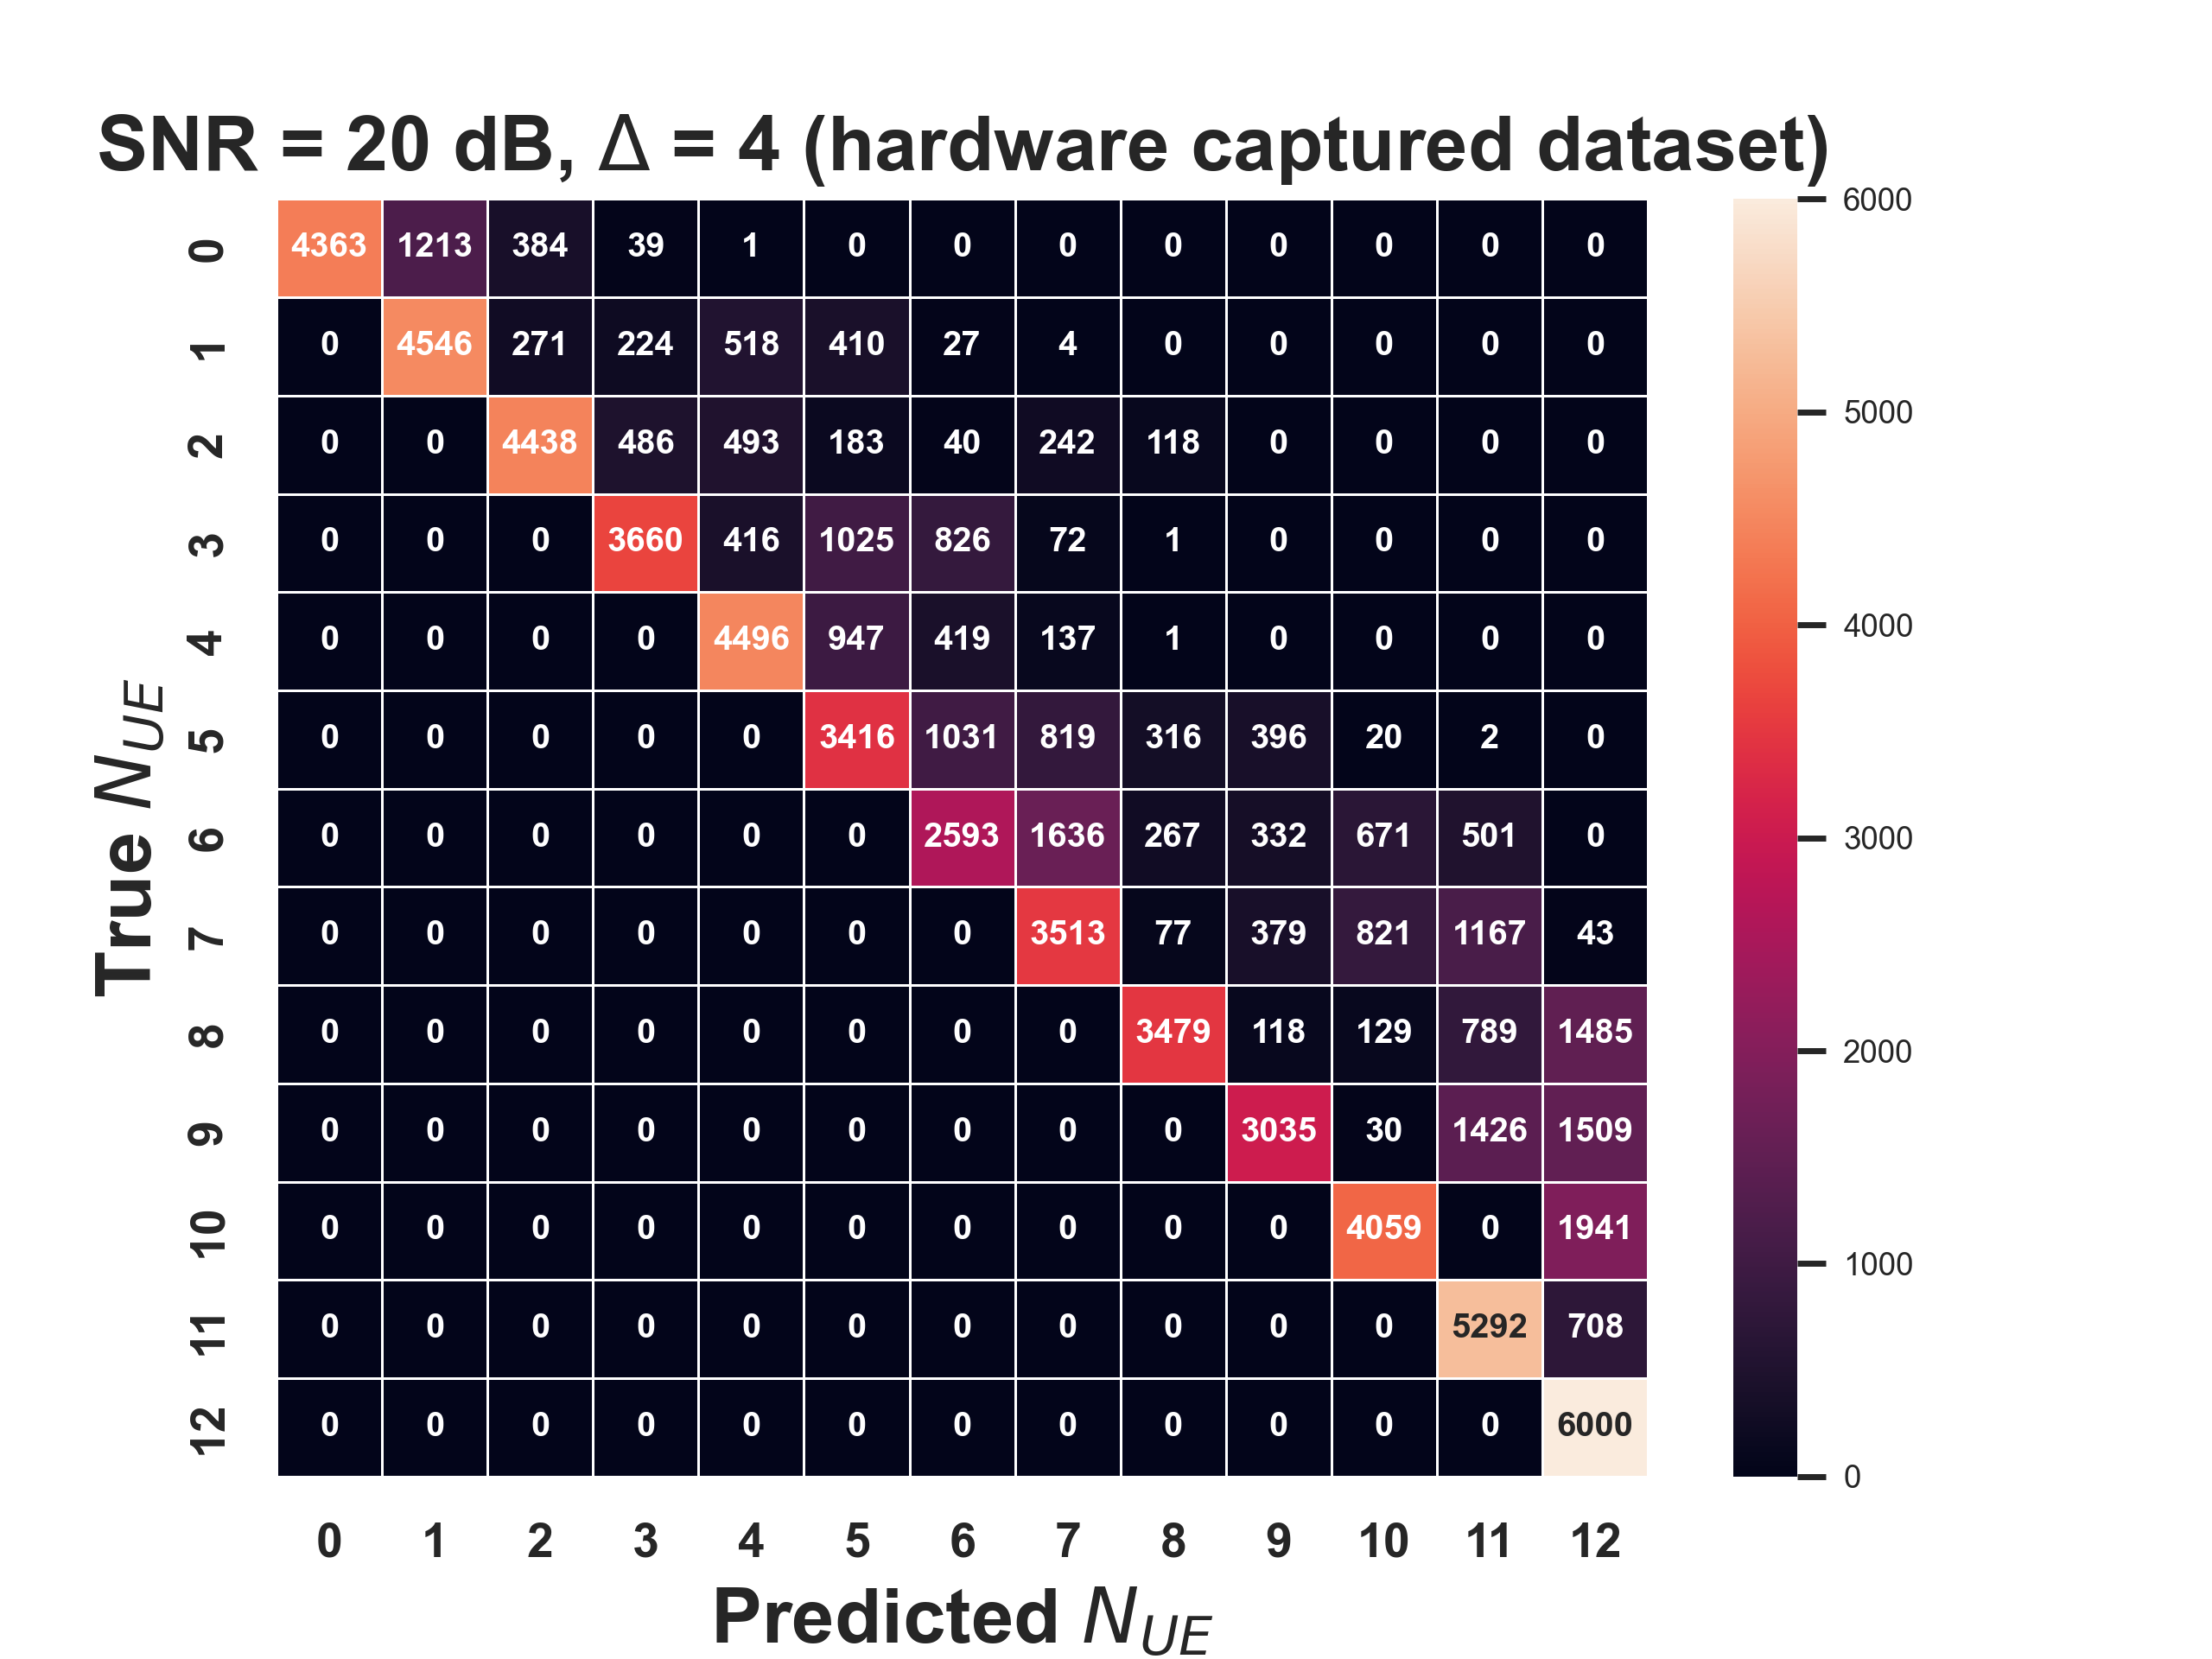 SNR = 20 dB, Δ = 4 (hardware captured dataset)
0 4363 1213 384 39 1 0 0 0 0 0 0 0 0
1 0 4546 271 224 518 410 27 4 0 0 0 0 0
2 0 0 4438 486 493 183 40 242 118 0 0 0 0
3 0 0 0 3660 416 1025 826 72 1 0 0 0 0
4 0 0 0 0 4496 947 419 137 1 0 0 0 0
5 0 0 0 0 0 3416 1031 819 316 396 20 2 0
6 0 0 0 0 0 0 2593 1636 267 332 671 501 0
7 0 0 0 0 0 0 0 3513 77 379 821 1167 43
8 0 0 0 0 0 0 0 0 3479 118 129 789 1485
9 0 0 0 0 0 0 0 0 0 3035 30 1426 1509
10 0 0 0 0 0 0 0 0 0 0 4059 0 1941
11 0 0 0 0 0 0 0 0 0 0 0 5292 708
12 0 0 0 0 0 0 0 0 0 0 0 0 6000
0 1 2 3 4 5 6 7 8 9 10 11 12
Predicted N_{UE}
True N_{UE}
6000
5000
4000
3000
2000
1000
0